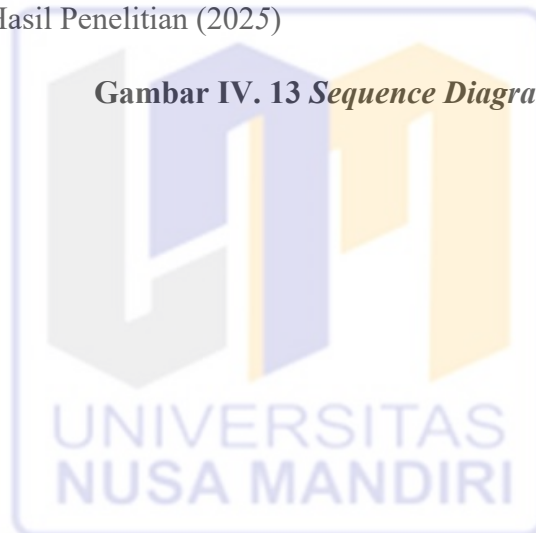 Hasil Penelitian (2025)
Gambar IV. 13 Sequence Diagra
UNIVERSITAS
NUSA MANDIRI